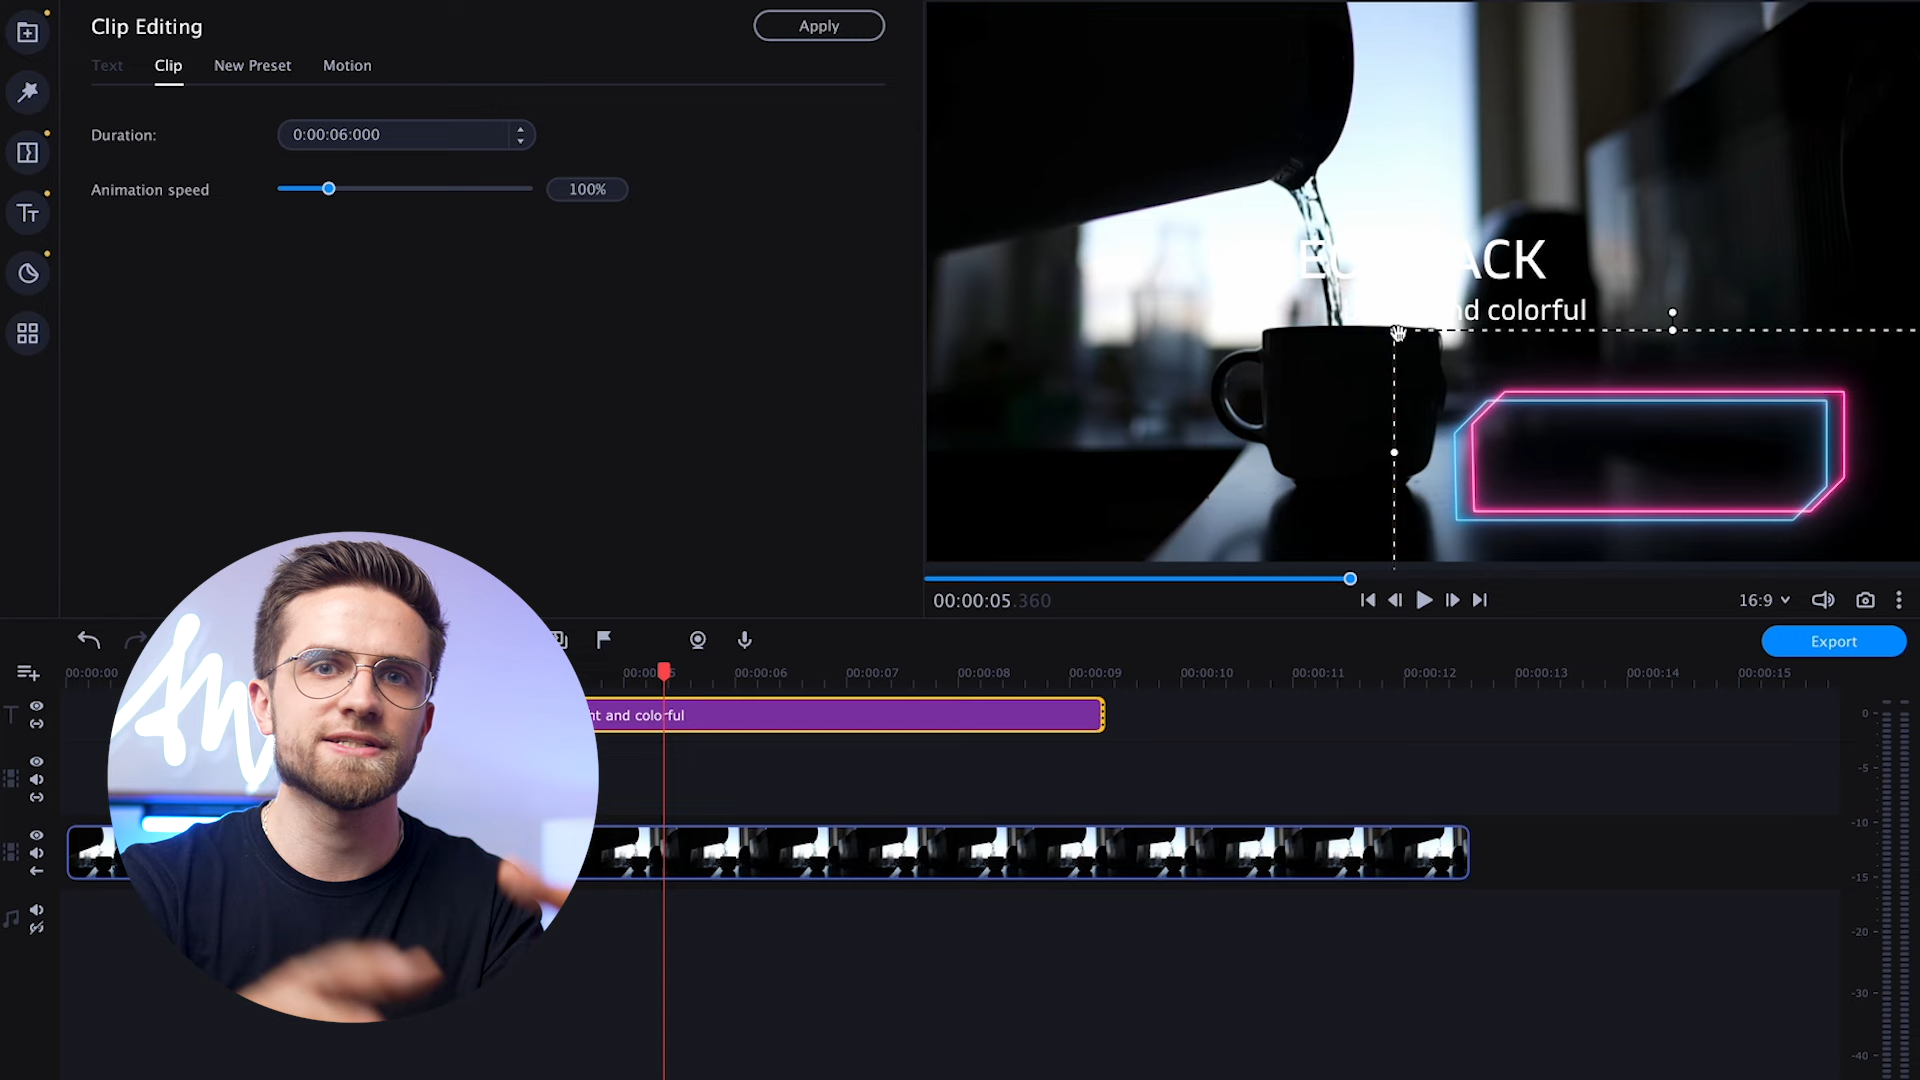 Clip Editing
Apply
Text
Clip
New Preset
Motion
Duration:
0:00:06:000
Animation speed
100%
ACK
nd colorful
00:00:05.360
16:9
Export
00:00:00
00:00:06
00:00:07
00:00:08
00:00:09
00:00:10
00:00:11
00:00:12
00:00:13
00:00:14
00:00:15
nt and colorful
0
-5
-10
-15
-20
-30
-40